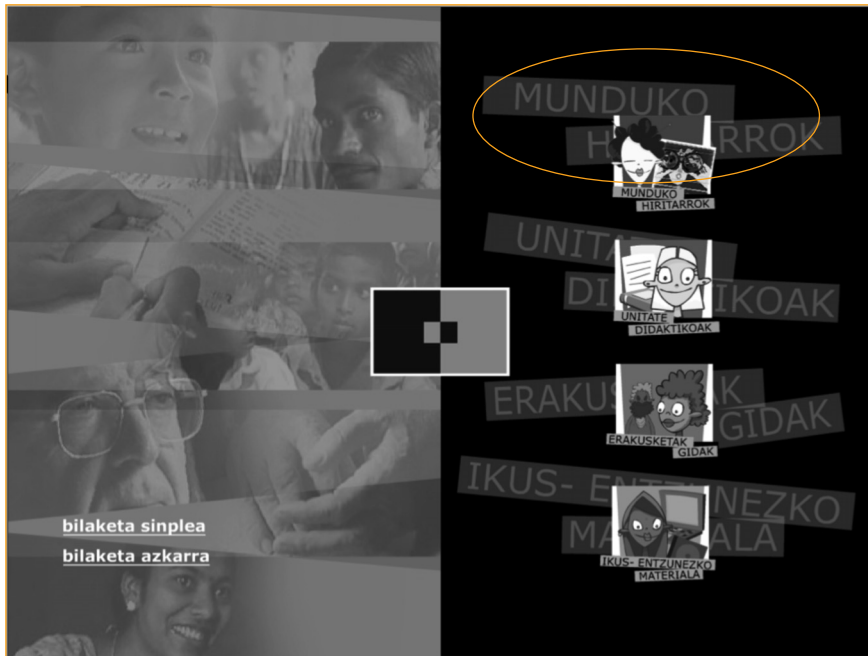 bilaketa sinplea
bilaketa azkarra
MUNDUKO
HIRITARROK
MUNDUKO
HIRITARROK
UNITATE
DIDAKTIKOAK
UNITATE
DIDAKTIKOAK
ERAKUSKETAK
GIDAK
ERAKUSKETAK
GIDAK
IKUS- ENTZUNEZKO
MATERIALA
IKUS- ENTZUNEZKO
MATERIALA